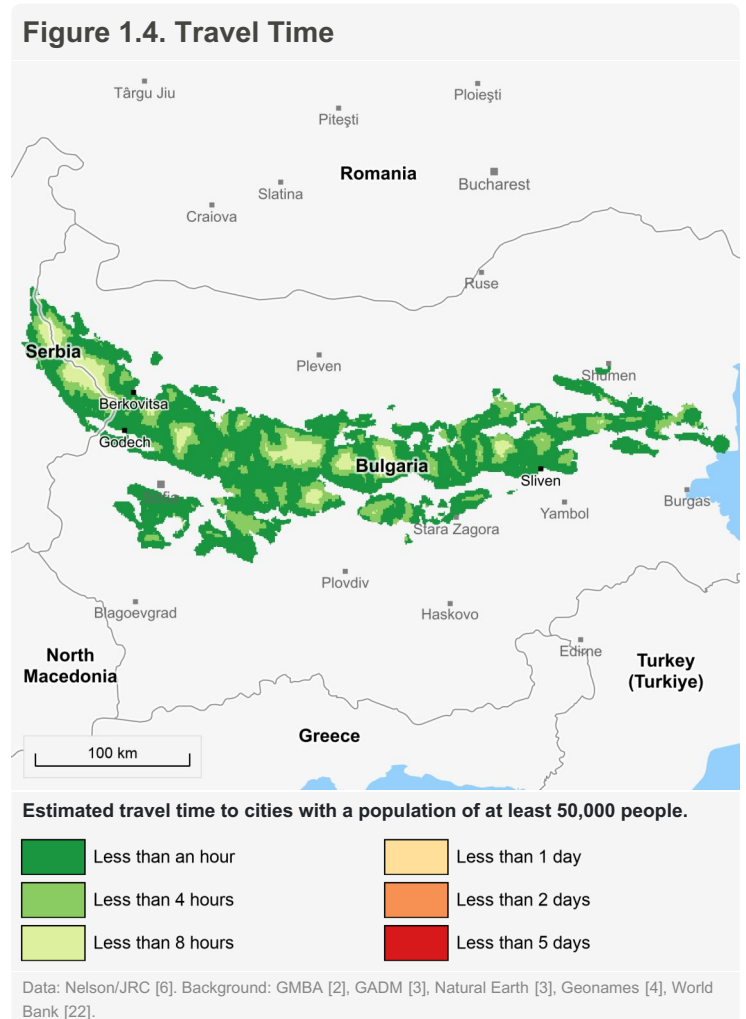 Figure 1.4. Travel Time
Târgu Jiu
Ploieşti
Piteşti
Romania
Bucharest
Slatina
Craiova
Ruse
Serbia
Pleven
Shumen
Berkovitsa
Godech
Bulgaria
Sliven
Sofia
Burgas
Yambol
Stara Zagora
Plovdiv
Haskovo
Blagoevgrad
Edirne
North
Macedonia
Turkey
(Turkiye)
Greece
100 km
Estimated travel time to cities with a population of at least 50,000 people.
Less than an hour
Less than 1 day
Less than 4 hours
Less than 2 days
Less than 8 hours
Less than 5 days
Data: Nelson/JRC [6]. Background: GMBA [2], GADM [3], Natural Earth [3], Geonames [4], World
Bank [22].